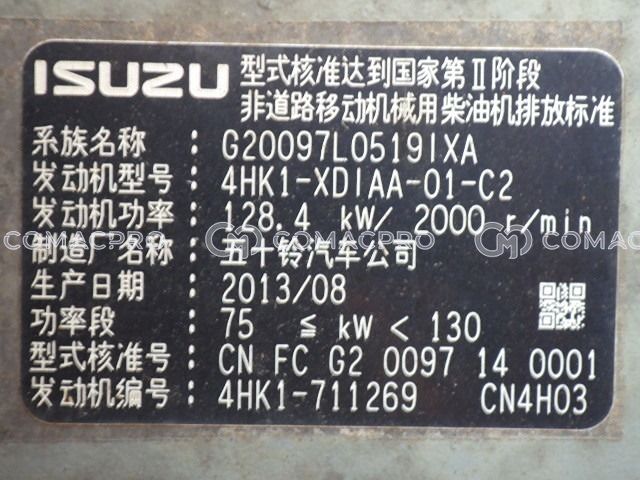 ISUZU 型式核准达到国家第Ⅱ阶段
非道路移动机械用柴油机排放标准
系族名称 : G20097L0519IXA
发动机型号: 4HK1-XDIAA-01-C2
发动机功率: 128.4 kW/ 2000 r/min
制造厂名称: 五十铃汽车公司
生产日期 : 2013/08
功率段 : 75 ≦ kW < 130
型式核准号: CN FC G2 0097 14 0001
发动机编号: 4HK1-711269 CN4H03
COMACPRO COMACPRO COMACPRO